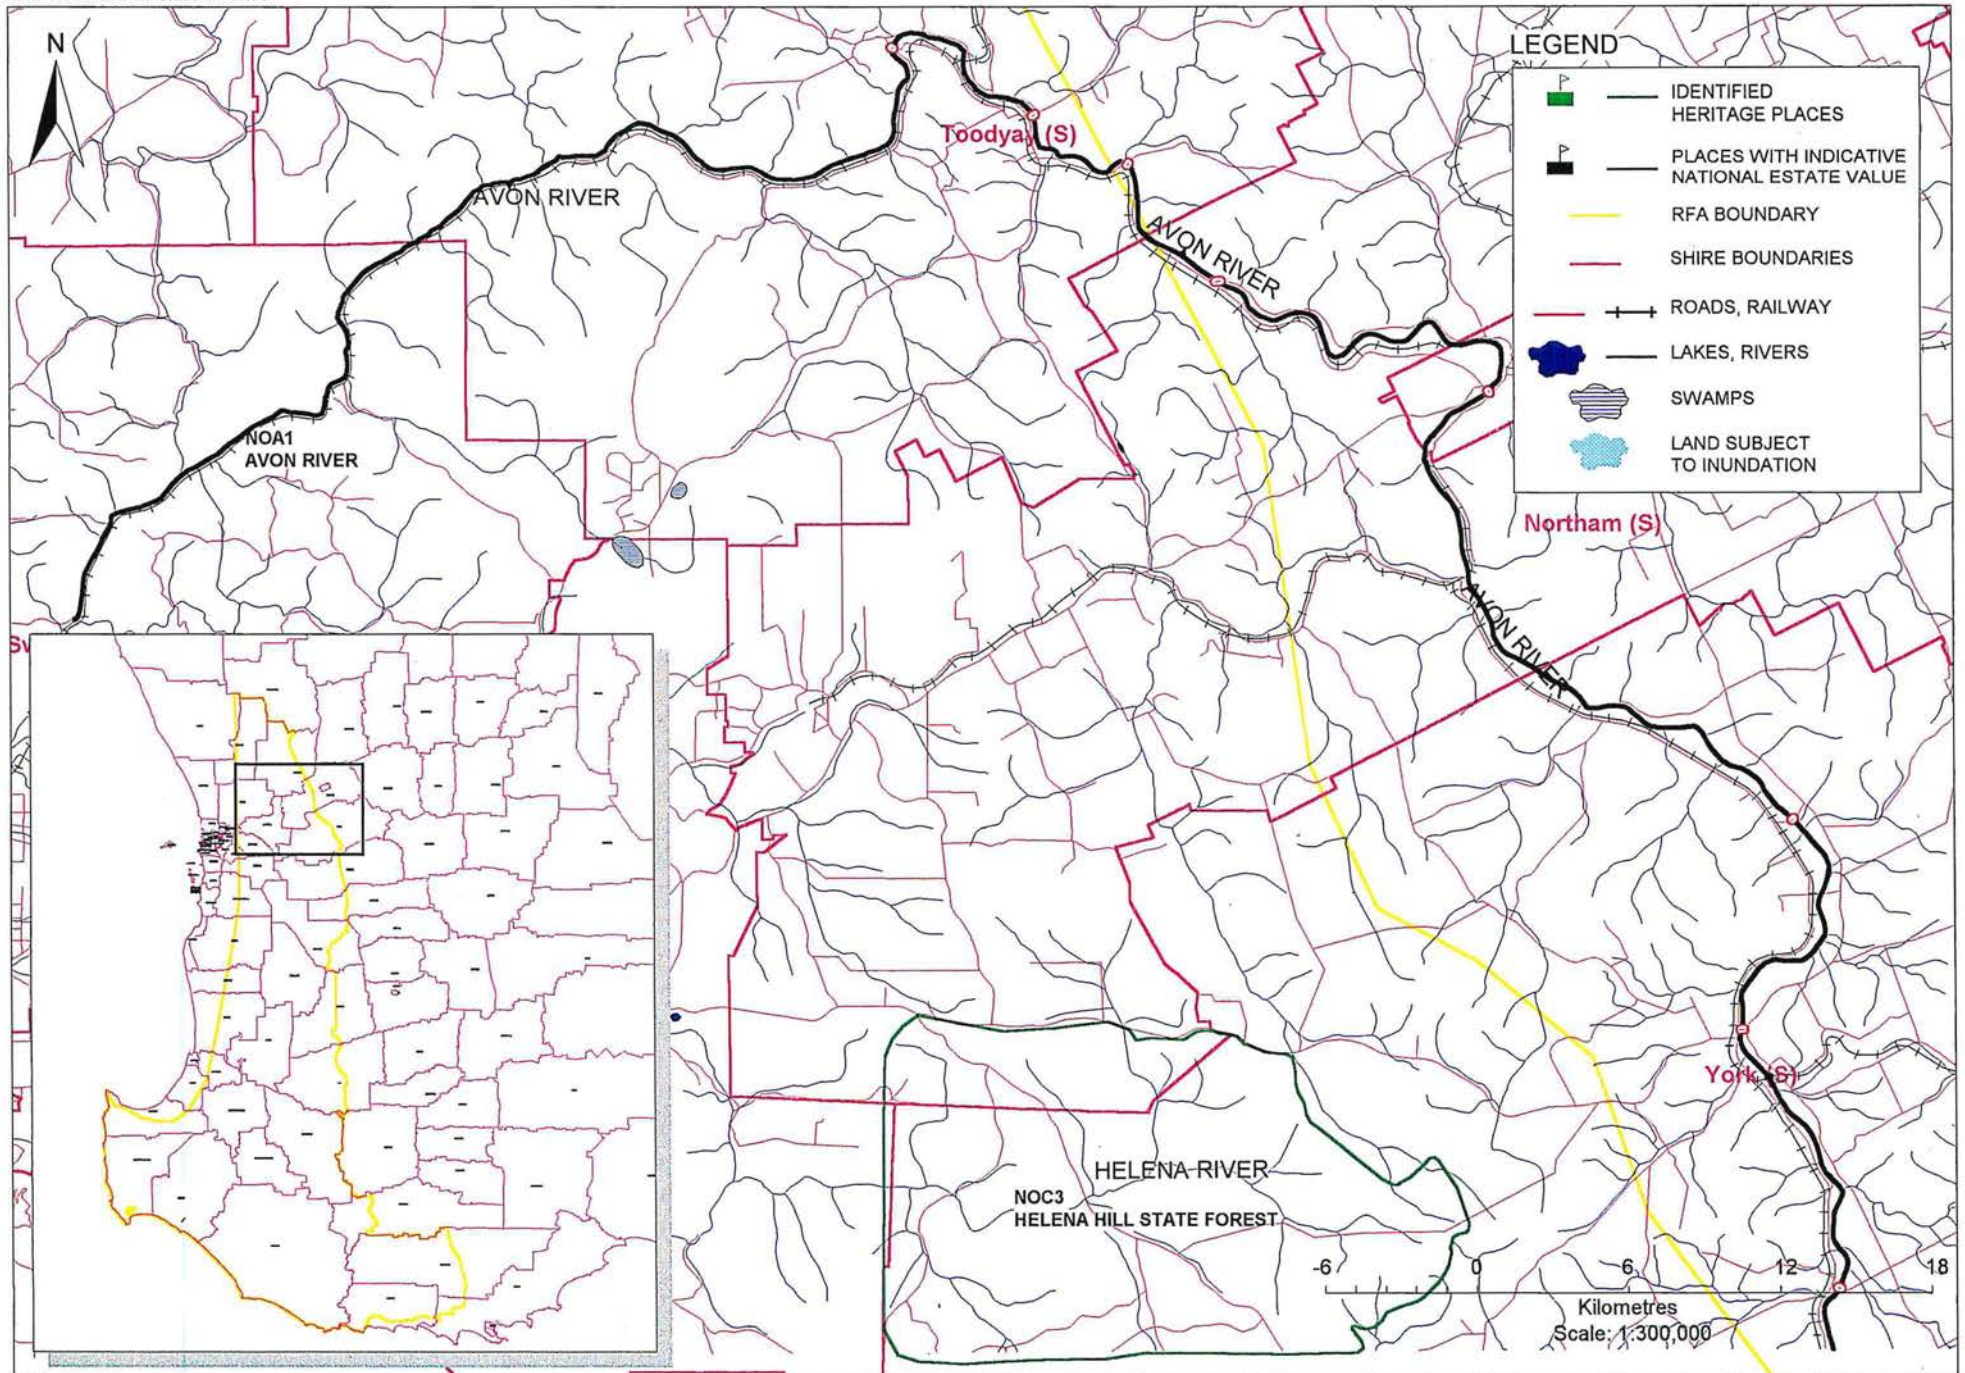 N
LEGEND
IDENTIFIED
HERITAGE PLACES
PLACES WITH INDICATIVE
NATIONAL ESTATE VALUE
RFA BOUNDARY
SHIRE BOUNDARIES
ROADS, RAILWAY
LAKES, RIVERS
SWAMPS
LAND SUBJECT
TO INUNDATION
Toodyay (S)
AVON RIVER
AVON RIVER
NOA1
AVON RIVER
Northam (S)
AVON RIVER
York (S)
HELENA RIVER
NOC3
HELENA HILL STATE FOREST
-6 0 6 12 18
Kilometres
Scale: 1:300,000